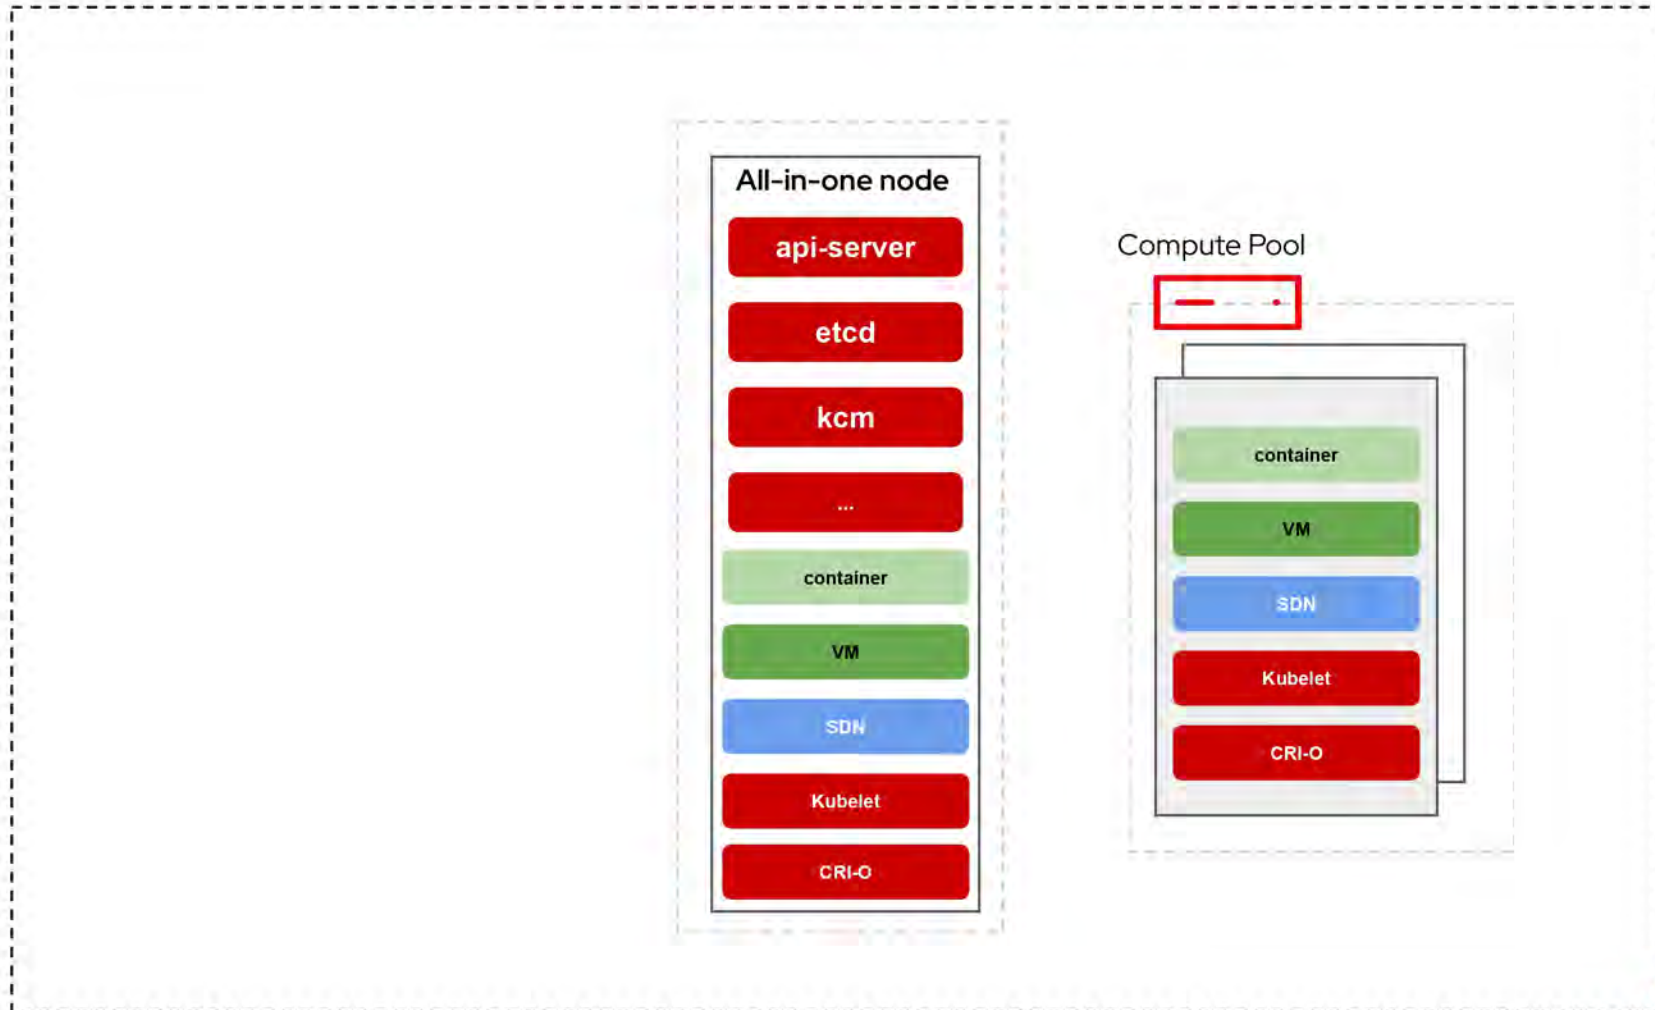 All-in-one node
api-server
etcd
kcm
...
container
VM
SDN
Kubelet
CRI-O
Compute Pool
container
VM
SDN
Kubelet
CRI-O